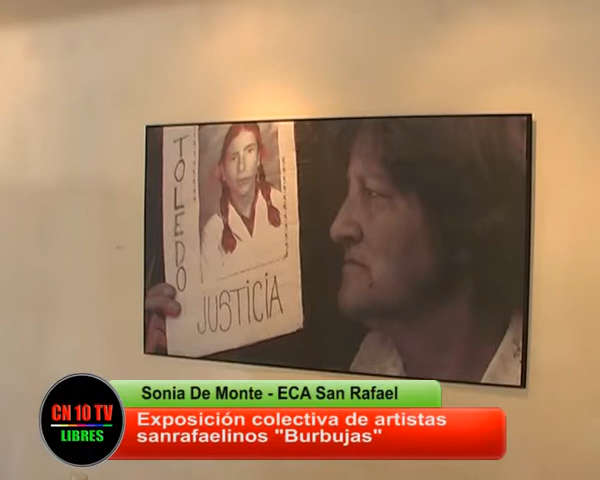 TOLEDO
JUSTICIA
CN 10 TV
LIBRES
Sonia De Monte - ECA San Rafael
Exposición colectiva de artistas
sanrafaelinos "Burbujas"